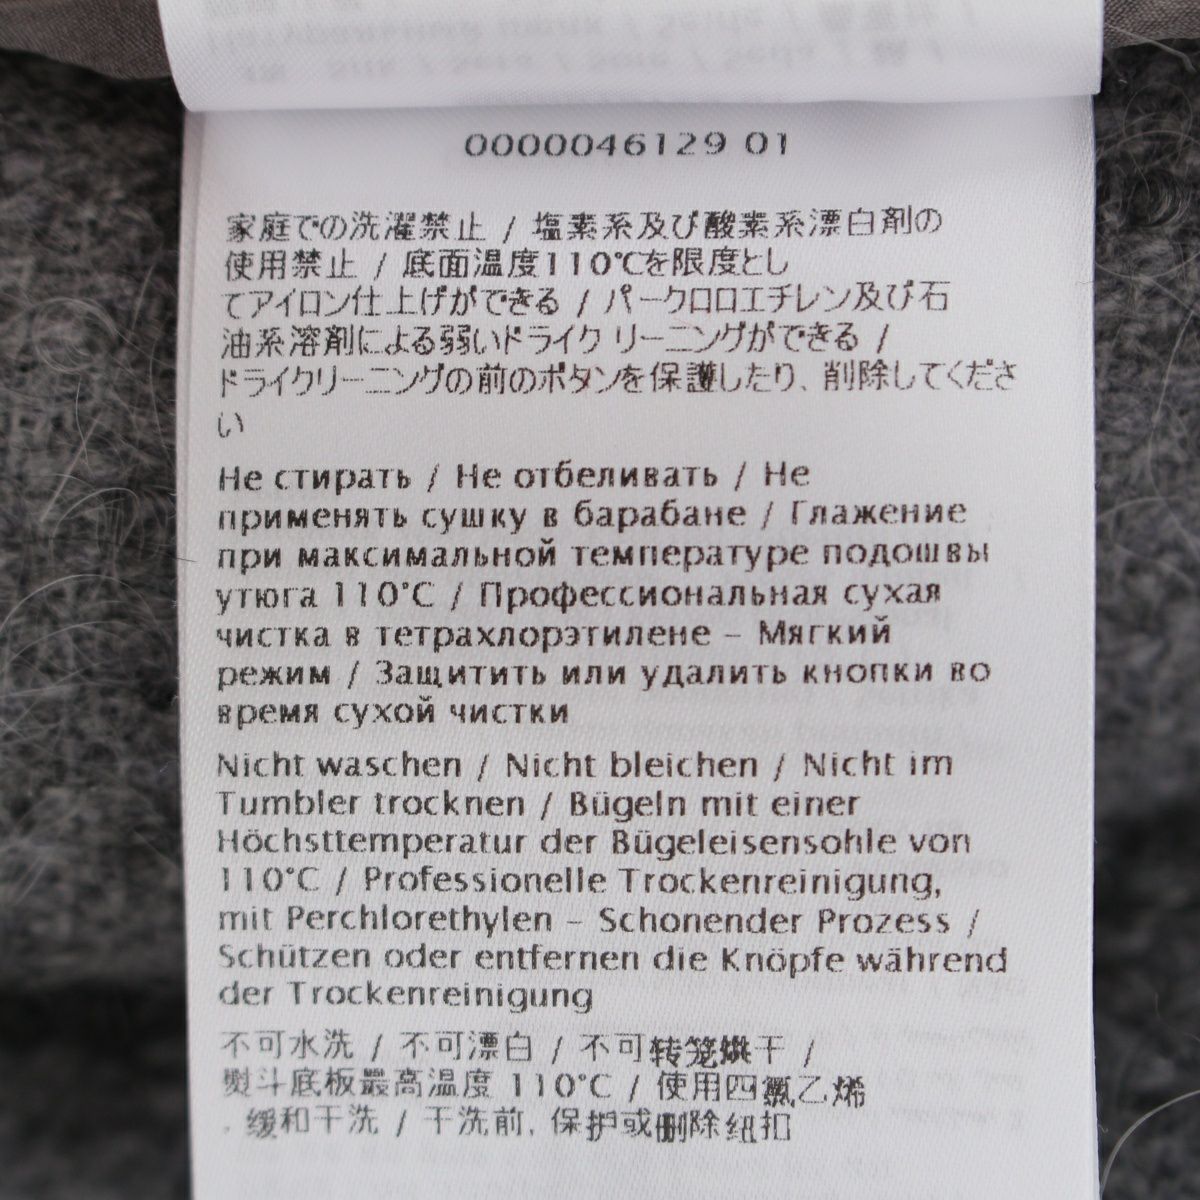 0000046129 01
家庭での洗濯禁止 / 塩素系及び酸素系漂白剤の
使用禁止 / 底面温度110℃を限度とし
てアイロン仕上げができる / パークロロエチレン及び石
油系溶剤による弱いドライクリーニングができる /
ドライクリーニングの前のボタンを保護したり、削除してくださ
い
Не стирать / Не отбеливать / Не
применять сушку в барабане / Глажение
при максимальной температуре подошвы
утюга 110°C / Профессиональная сухая
чистка в тетрахлорэтилене – Мягкий
режим / Защитить или удалить кнопки во
время сухой чистки
Nicht waschen / Nicht bleichen / Nicht im
Tumbler trocknen / Bügeln mit einer
Höchsttemperatur der Bügeleisensohle von
110°C / Professionelle Trockenreinigung,
mit Perchlorethylen – Schonender Prozess /
Schützen oder entfernen die Knöpfe während
der Trockenreinigung
不可水洗 / 不可漂白 / 不可转笼烘干 /
熨斗底板最高温度 110°C / 使用四氯乙烯
. 缓和干洗 / 干洗前, 保护或删除纽扣